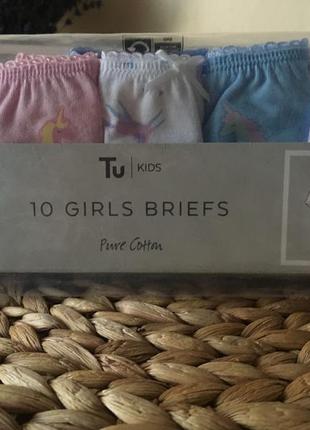 Tu | KIDS
10 GIRLS BRIEFS
Pure Cotton